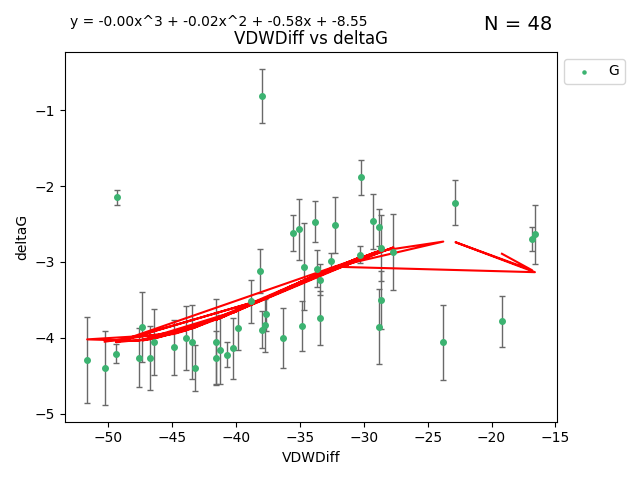 y = -0.00x^3 + -0.02x^2 + -0.58x + -8.55
N = 48
VDWDiff vs deltaG
G
deltaG
−1
−2
−3
−4
−5
−50 −45 −40 −35 −30 −25 −20 −15
VDWDiff